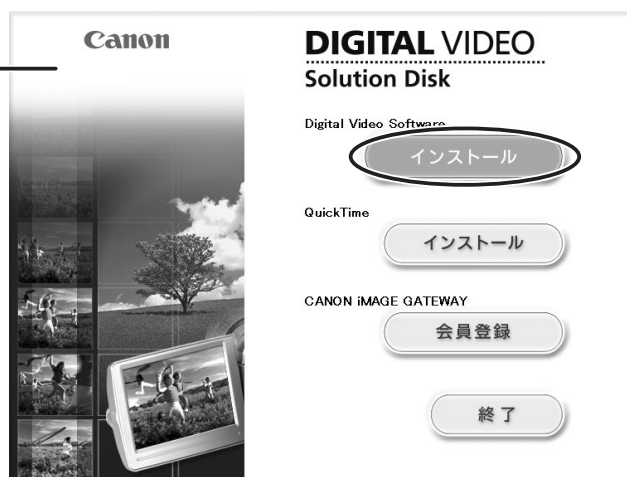 Canon
DIGITAL VIDEO
Solution Disk
Digital Video Software
インストール
QuickTime
インストール
CANON iMAGE GATEWAY
会員登録
終了